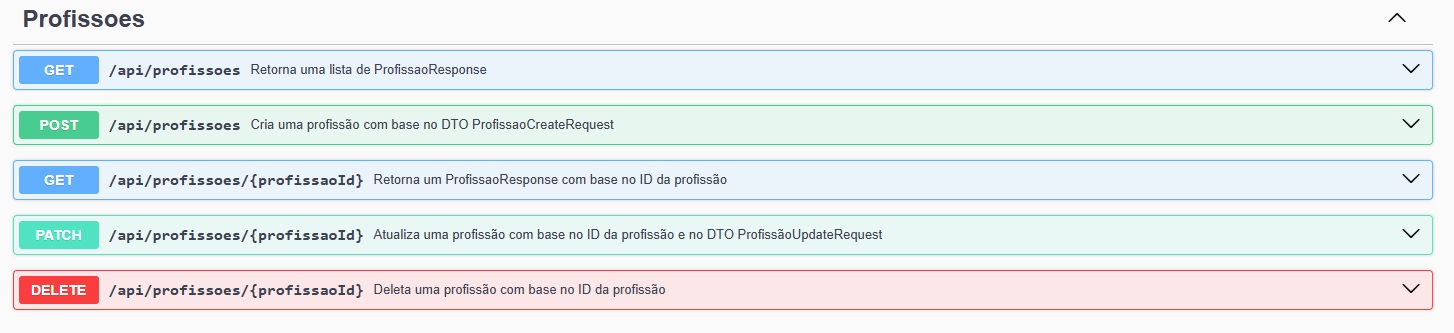 Profissoes
GET /api/profissoes Retorna uma lista de ProfissaoResponse
POST /api/profissoes Cria uma profissão com base no DTO ProfissaoCreateRequest
GET /api/profissoes/{profissaoId} Retorna um ProfissaoResponse com base no ID da profissão
PATCH /api/profissoes/{profissaoId} Atualiza uma profissão com base no ID da profissão e no DTO ProfissãoUpdateRequest
DELETE /api/profissoes/{profissaoId} Deleta uma profissão com base no ID da profissão